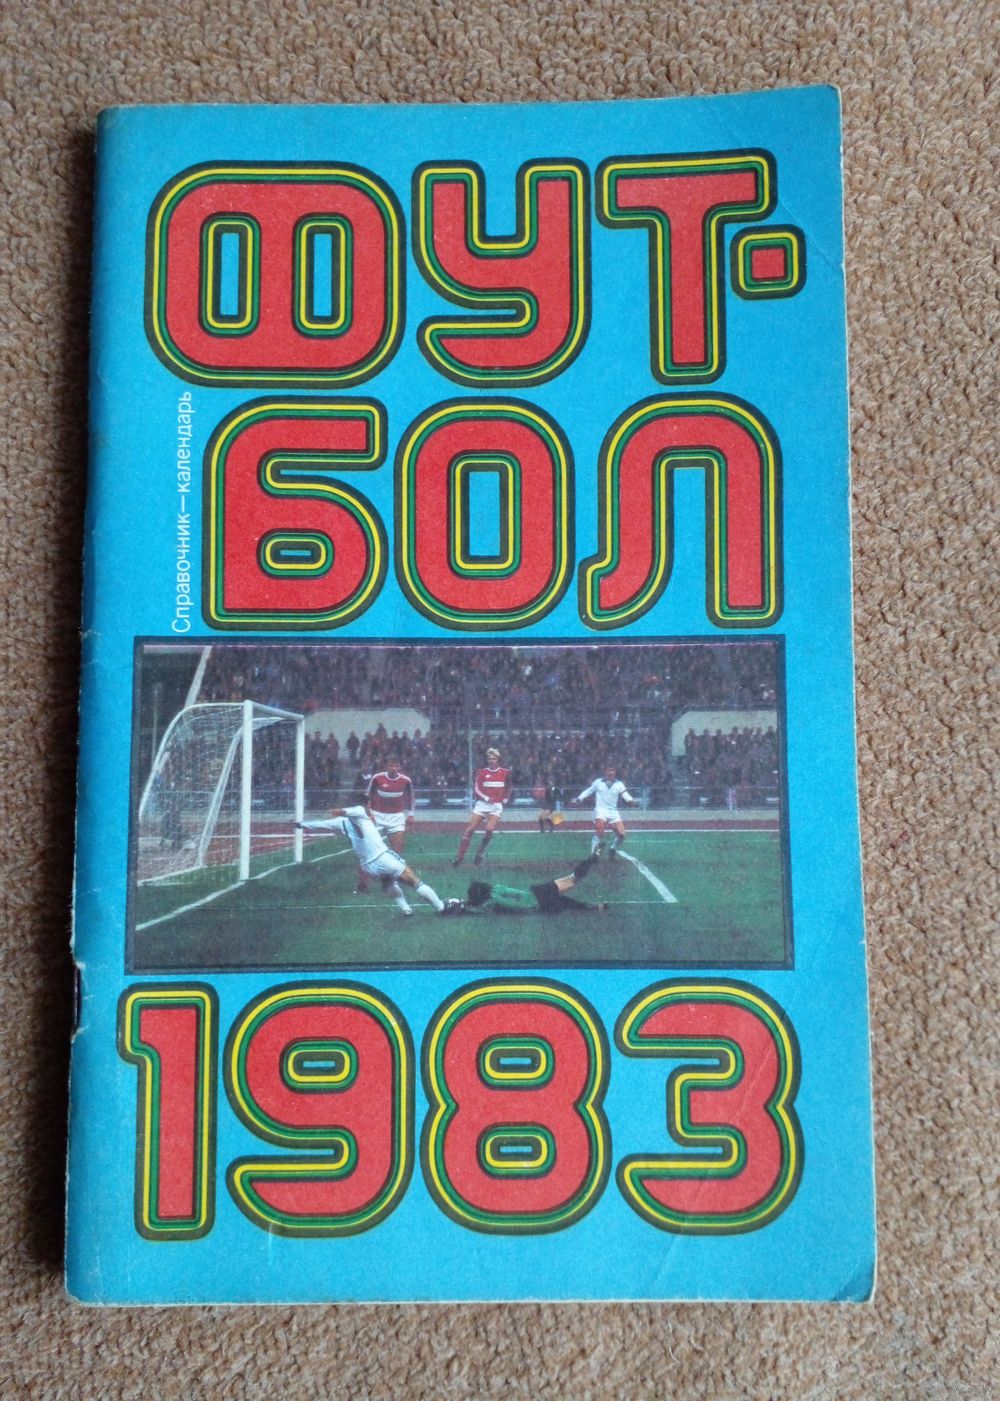 ФУТ-
БОЛ
Справочник—календарь
1983